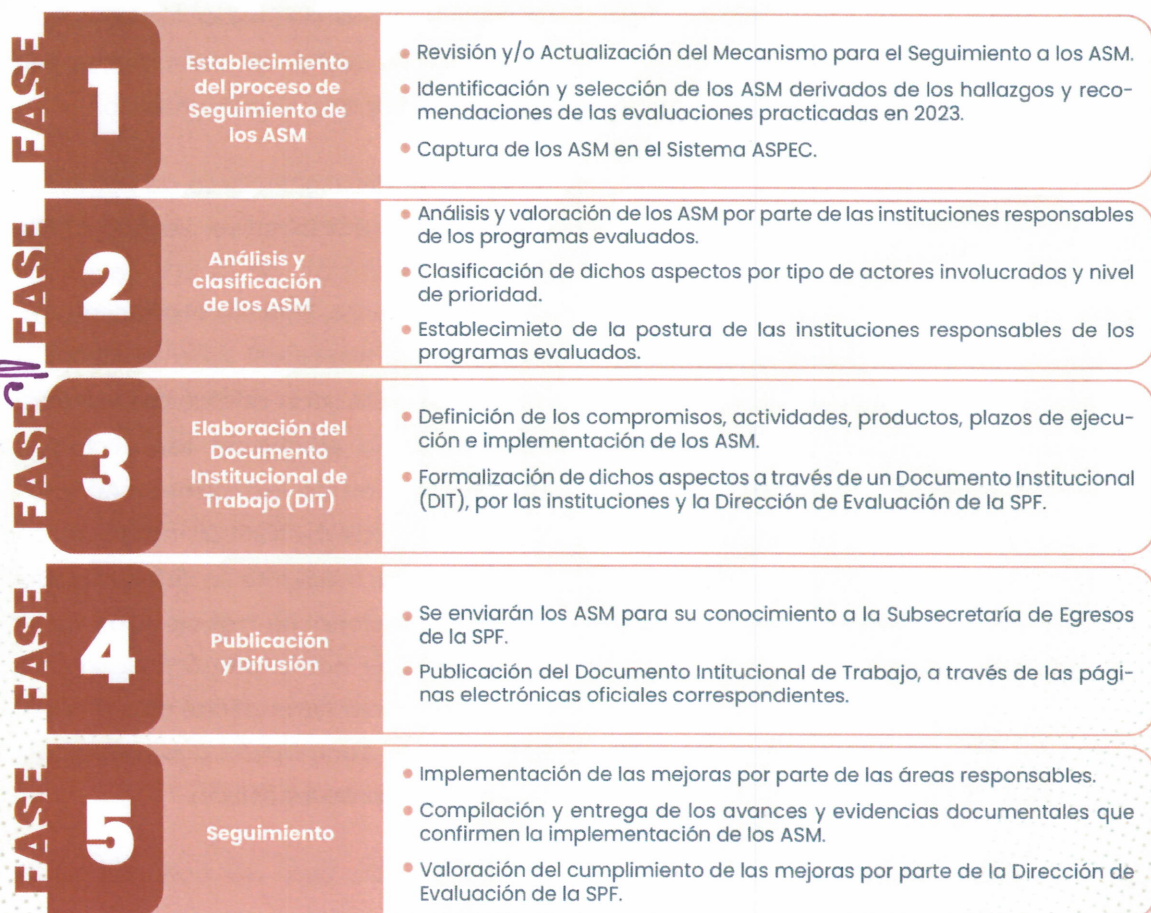 FASE
1
Establecimiento
del proceso de
Seguimiento de
los ASM
• Revisión y/o Actualización del Mecanismo para el Seguimiento a los ASM.
• Identificación y selección de los ASM derivados de los hallazgos y reco-
mendaciones de las evaluaciones practicadas en 2023.
• Captura de los ASM en el Sistema ASPEC.
FASE
2
Análisis y
clasificación
de los ASM
• Análisis y valoración de los ASM por parte de las instituciones responsables
de los programas evaluados.
• Clasificación de dichos aspectos por tipo de actores involucrados y nivel
de prioridad.
• Establecimieto de la postura de las instituciones responsables de los
programas evaluados.
FASE
3
Elaboración del
Documento
Institucional de
Trabajo (DIT)
• Definición de los compromisos, actividades, productos, plazos de ejecu-
ción e implementación de los ASM.
• Formalización de dichos aspectos a través de un Documento Institucional
(DIT), por las instituciones y la Dirección de Evaluación de la SPF.
FASE
4
Publicación
y Difusión
• Se enviarán los ASM para su conocimiento a la Subsecretaría de Egresos
de la SPF.
• Publicación del Documento Intitucional de Trabajo, a través de las pági-
nas electrónicas oficiales correspondientes.
FASE
5
Seguimiento
• Implementación de las mejoras por parte de las áreas responsables.
• Compilación y entrega de los avances y evidencias documentales que
confirmen la implementación de los ASM.
• Valoración del cumplimiento de las mejoras por parte de la Dirección de
Evaluación de la SPF.